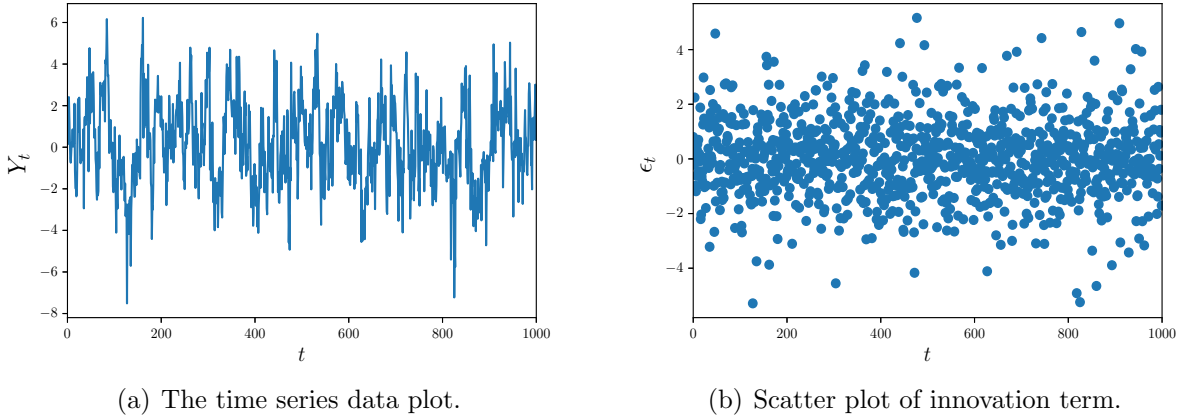 6
4
2
0
−2
−4
−6
−8
Y_t
0 200 400 600 800 1000
t
4
2
0
−2
−4
ϵ_t
0 200 400 600 800 1000
t
(a) The time series data plot.
(b) Scatter plot of innovation term.